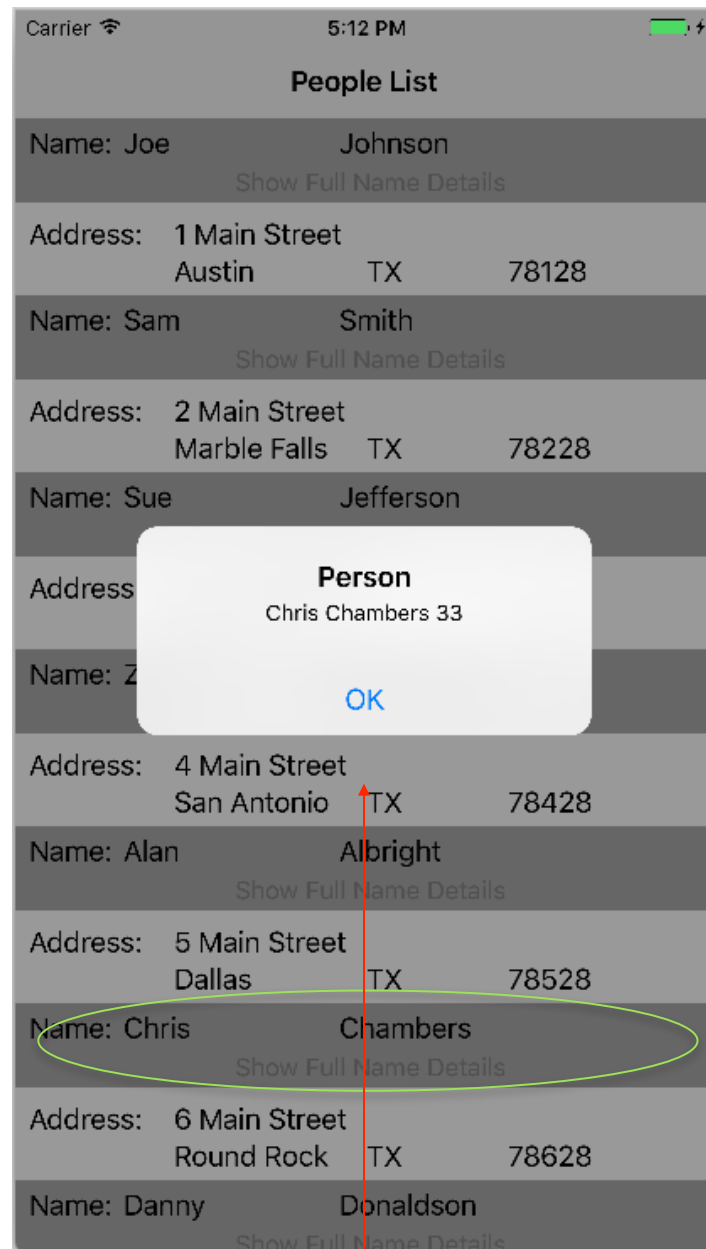 Carrier 5:12 PM
People List
Name: Joe Johnson
Show Full Name Details
Address: 1 Main Street
Austin TX 78128
Name: Sam Smith
Show Full Name Details
Address: 2 Main Street
Marble Falls TX 78228
Name: Sue Jefferson
Address
Person
Chris Chambers 33
Name: Z
OK
Address: 4 Main Street
San Antonio TX 78428
Name: Alan Albright
Show Full Name Details
Address: 5 Main Street
Dallas TX 78528
Name: Chris Chambers
Show Full Name Details
Address: 6 Main Street
Round Rock TX 78628
Name: Danny Donaldson
Show Full Name Details